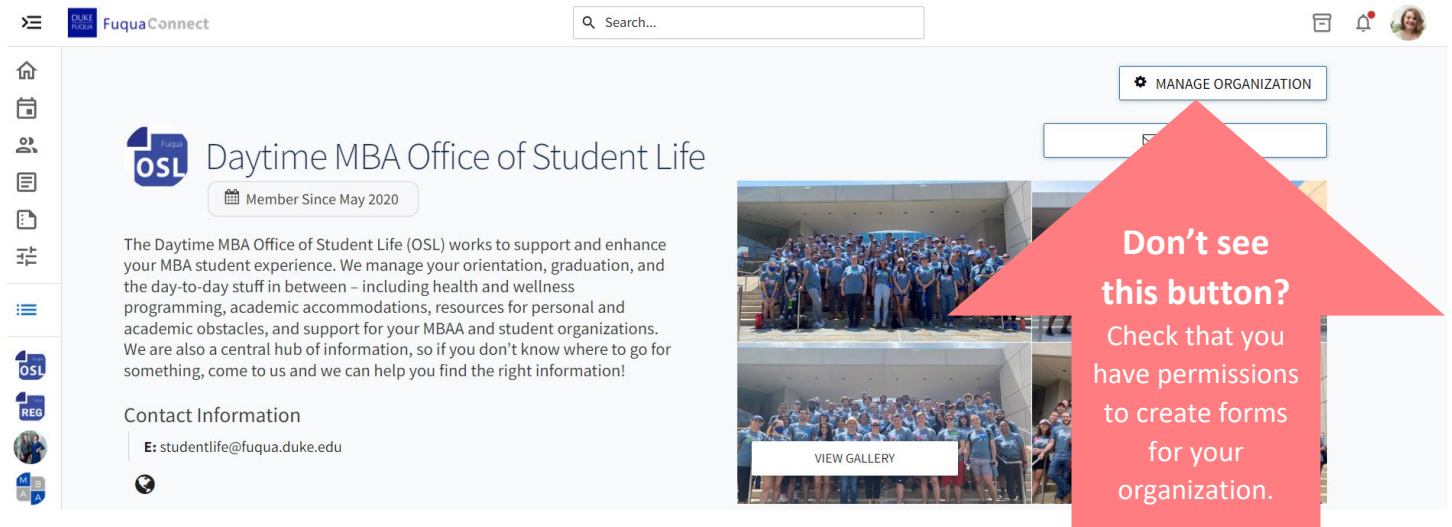 DUKE
FUQUA
FuquaConnect
Search...
MANAGE ORGANIZATION
Fuqua
OSL
Daytime MBA Office of Student Life
Member Since May 2020
The Daytime MBA Office of Student Life (OSL) works to support and enhance
your MBA student experience. We manage your orientation, graduation, and
the day-to-day stuff in between – including health and wellness
programming, academic accommodations, resources for personal and
academic obstacles, and support for your MBAA and student organizations.
We are also a central hub of information, so if you don’t know where to go for
something, come to us and we can help you find the right information!
Contact Information
E: studentlife@fuqua.duke.edu
VIEW GALLERY
Don’t see
this button?
Check that you
have permissions
to create forms
for your
organization.
OSL
REG
M B
A A